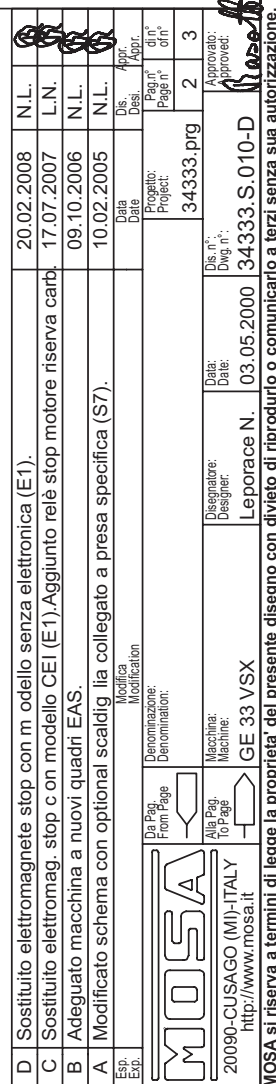 D Sostituito elettromagnete stop con m odello senza elettronica (E1). 20.02.2008 N.L.
C Sostituito elettromag. stop c on modello CEI (E1).Aggiunto relè stop motore riserva carb. 17.07.2007 L.N.
B Adeguato macchina a nuovi quadri EAS. 09.10.2006 N.L.
A Modificato schema con optional scaldig lia collegato a presa specifica (S7). 10.02.2005 N.L.
Esp. Modifica Data Dis. Appr.
Exp. Modification Date Desi. Appr.
MOSA
20090-CUSAGO (MI)-ITALY
http://www.mosa.it
Da Pag.
From Page
Alla Pag.
To Page
Denominazione:
Denomination:
Macchina:
Machine:
GE 33 VSX
Disegnatore:
Designer:
Leporace N.
Data:
Date:
03.05.2000
Progetto:
Project:
34333.prg
Dis. n°:
Dwg. n°:
34333.S.010-D
Pag.n°
Page n°
2
di n°
of n°
3
Approvato:
Approved:
MOSA si riserva a termini di legge la proprieta' del presente disegno con divieto di riprodurlo o comunicarlo a terzi senza sua autorizzazione.